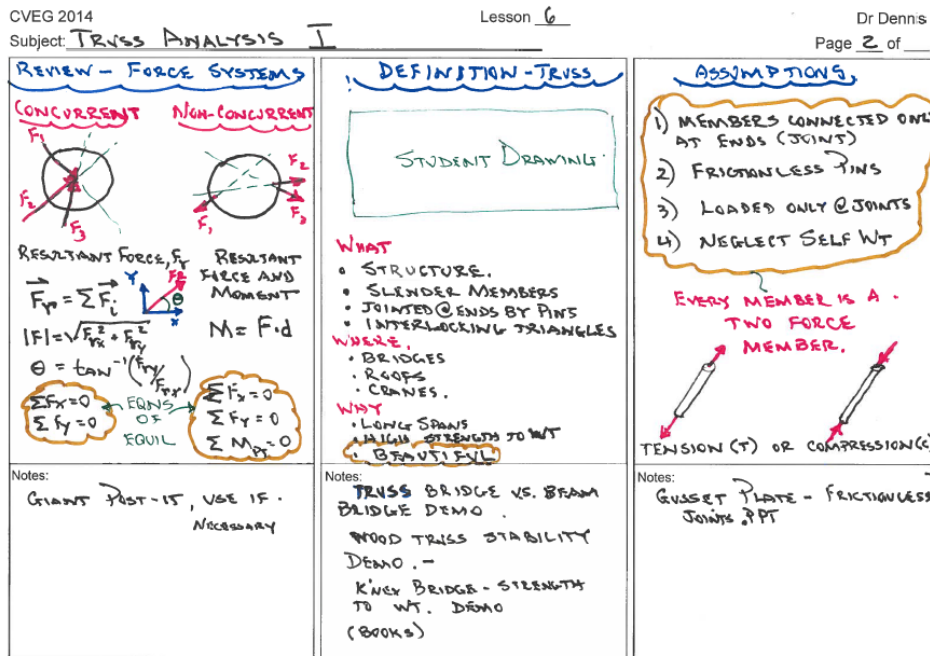 CVEG 2014
Lesson 6
Dr Dennis
Subject: TRUSS ANALYSIS I
Page 2 of
REVIEW - FORCE SYSTEMS
CONCURRENT
NON-CONCURRENT
F1
F2
F3
F2
F1
F3
RESULTANT FORCE, Fr
RESULTANT
FORCE AND
MOMENT
Fr = ΣFi
Y
FR
θ
X
|F| = √Frx² + Fry²
M = F·d
θ = tan⁻¹(Fry/Frx)
ΣFx=0
ΣFy=0
EQNS
OF
EQUIL
ΣFx=0
ΣFy=0
ΣMPT.=0
Notes:
GIANT POST-IT, USE IF
NECESSARY
DEFINITION - TRUSS
STUDENT DRAWING
WHAT
• STRUCTURE.
• SLENDER MEMBERS
• JOINTED @ ENDS BY PINS
• INTERLOCKING TRIANGLES
WHERE.
• BRIDGES
• ROOFS
• CRANES.
WHY
• LONG SPANS
• HIGH STRENGTH TO WT
• BEAUTIFUL
Notes:
TRUSS BRIDGE VS. BEAM
BRIDGE DEMO.
WOOD TRUSS STABILITY
DEMO. -
K'NEX BRIDGE - STRENGTH
TO WT. DEMO
(BOOKS)
ASSUMPTIONS
1) MEMBERS CONNECTED ONLY
AT ENDS (JOINT)
2) FRICTIONLESS PINS
3) LOADED ONLY @ JOINTS
4) NEGLECT SELF WT
EVERY MEMBER IS A
TWO FORCE
MEMBER.
TENSION (T) OR COMPRESSION (C)
Notes:
GUSSET PLATE - FRICTIONLESS
JOINTS .PPT